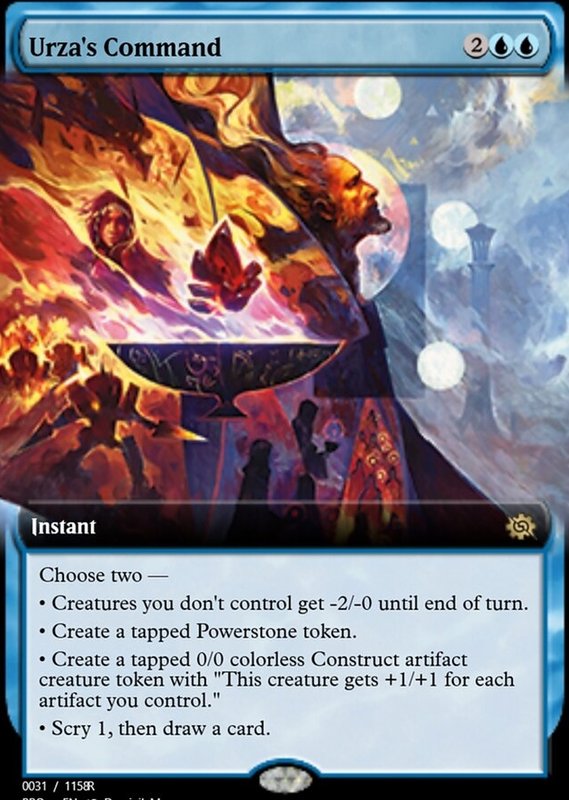 Urza's Command 2
Instant
Choose two —
• Creatures you don't control get -2/-0 until end of turn.
• Create a tapped Powerstone token.
• Create a tapped 0/0 colorless Construct artifact
creature token with "This creature gets +1/+1 for each
artifact you control."
• Scry 1, then draw a card.
0031 / 1158R